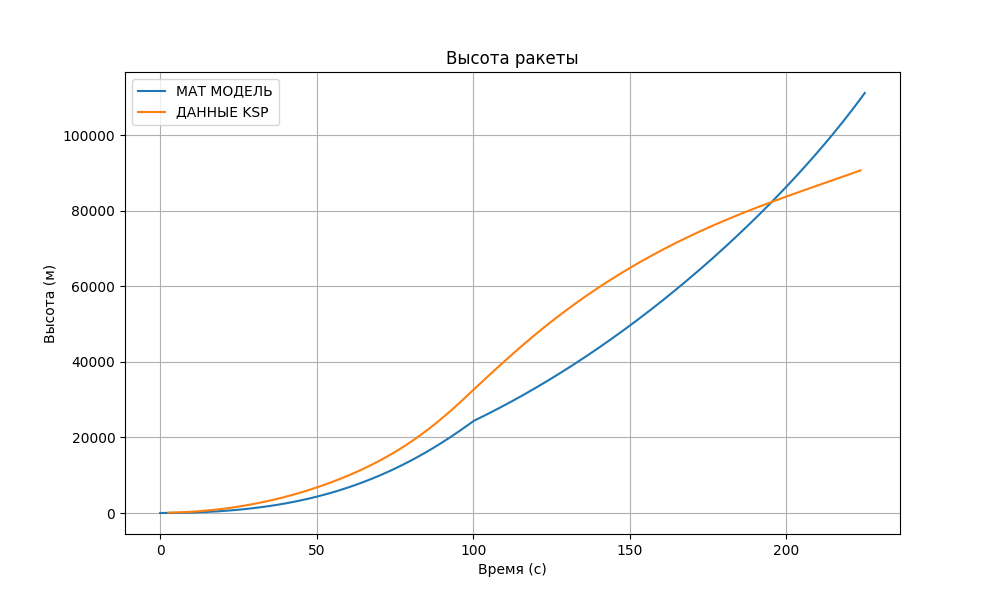 Высота ракеты
МАТ МОДЕЛЬ
ДАННЫЕ KSP
100000
80000
60000
40000
20000
0
Высота (м)
0 50 100 150 200
Время (с)